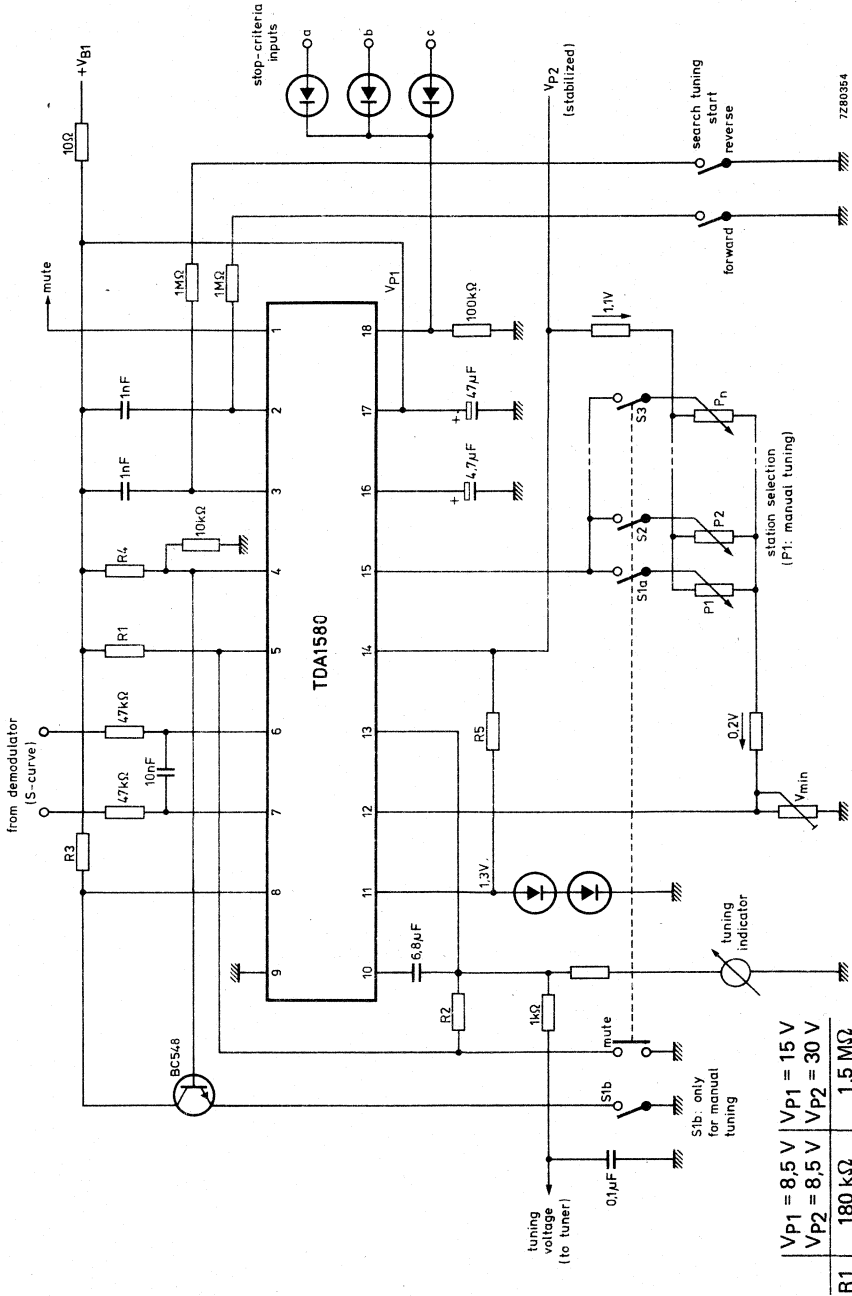 +VB1
10Ω
stop-criteria
inputs
a
b
c
mute
1MΩ
1MΩ
VP1
1nF
1nF
10kΩ
R4
R1
from demodulator
(S-curve)
47kΩ
47kΩ
10nF
R3
BC548
1
2
3
4
5
6
7
8
9
TDA1580
18
17
16
15
14
13
12
11
10
100kΩ
+
47µF
+
4,7µF
VP2
(stabilized)
1,1V
search tuning
start
forward
reverse
S3
S2
S1a
Pn
P2
P1
station selection
(P1: manual tuning)
R5
0,2V
Vmin
1,3V
6,8µF
R2
1kΩ
tuning
indicator
mute
S1b
S1b: only
for manual
tuning
0,1µF
tuning
voltage
(to tuner)
7Z80354
VP1 = 8,5 V VP1 = 15 V
VP2 = 8,5 V VP2 = 30 V
R1 180 kΩ 1,5 MΩ